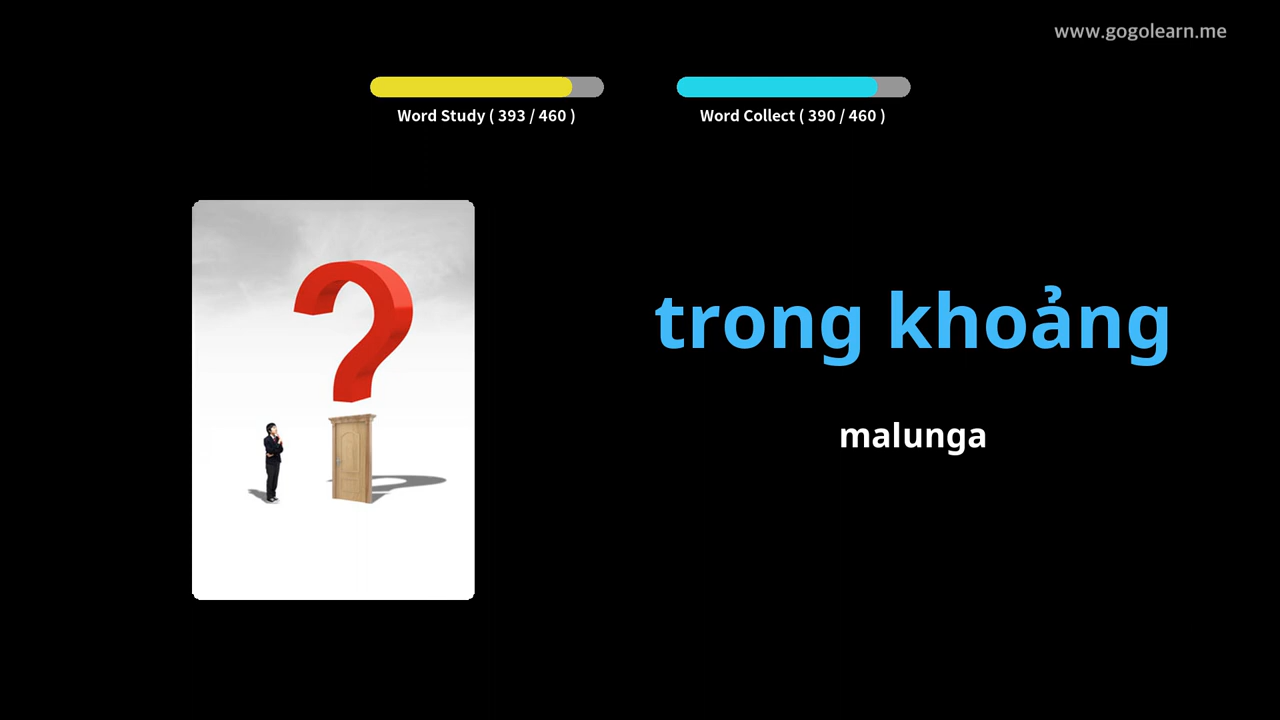 www.gogolearn.me
Word Study ( 393 / 460 )
Word Collect ( 390 / 460 )
trong khoảng
malunga